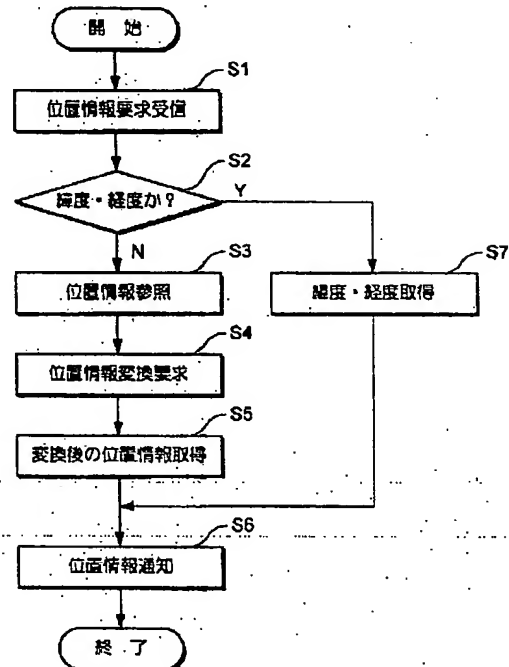 開 始
S1
位置情報要求受信
S2
緯度・経度か?
Y
N
S3
位置情報参照
S7
緯度・経度取得
S4
位置情報変換要求
S5
変換後の位置情報取得
S6
位置情報通知
終 了